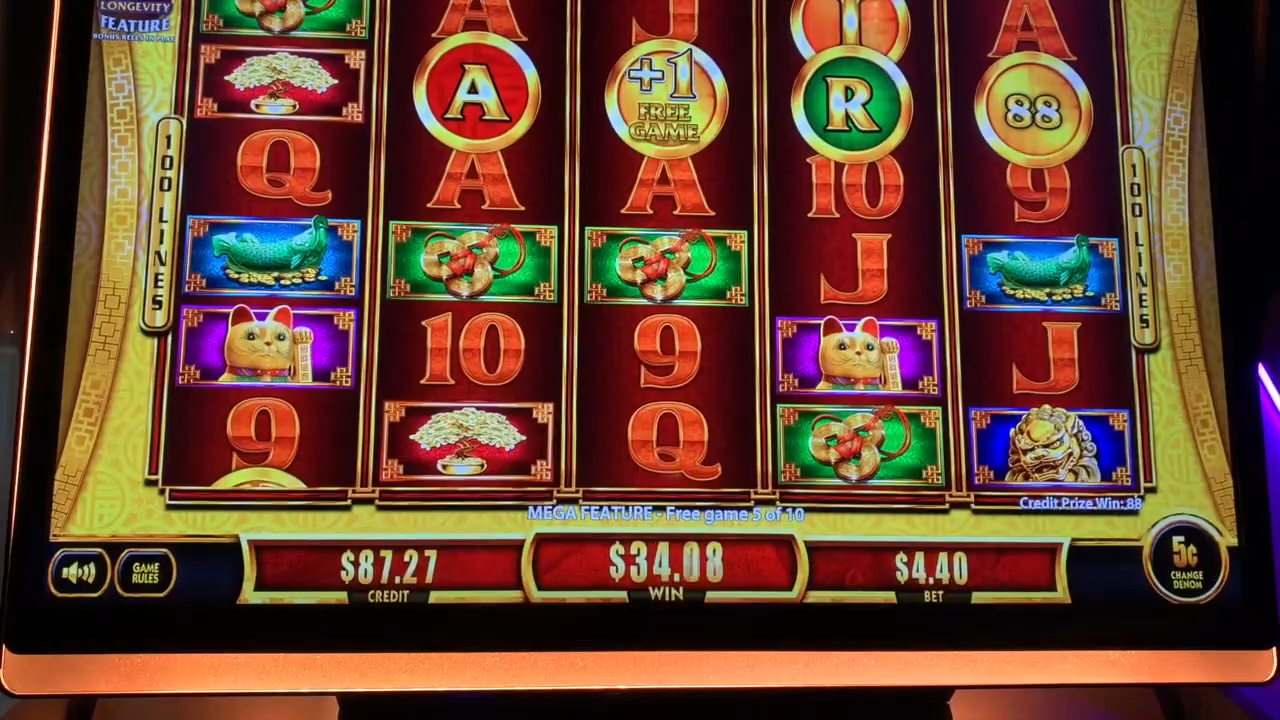 LONGEVITY
FEATURE
BONUS REELS IN PLAY
A
J
A
A
+1
FREE
GAME
R
88
Q
A
A
10
9
100 LINES
100 LINES
J
10
9
J
9
Q
MEGA FEATURE - Free game 5 of 10
Credit Prize Win: 88
GAME
RULES
$87.27
CREDIT
$34.08
WIN
$4.40
BET
5¢
CHANGE
DENOM